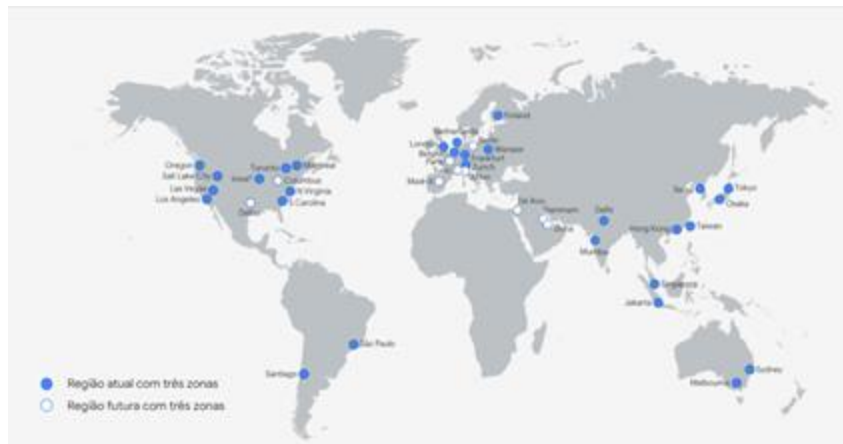 Finland
Netherlands
London
Warsaw
Frankfurt
Zurich
Madrid
Oregon
Salt Lake City
Las Vegas
Los Angeles
Toronto
Montreal
Columbus
Iowa
N Virginia
S Carolina
Dallas
Tel Aviv
Dammam
Doha
Delhi
Mumbai
Tokyo
Osaka
Hong Kong
Taiwan
Singapore
Jakarta
São Paulo
Santiago
Sydney
Melbourne
Região atual com três zonas
Região futura com três zonas